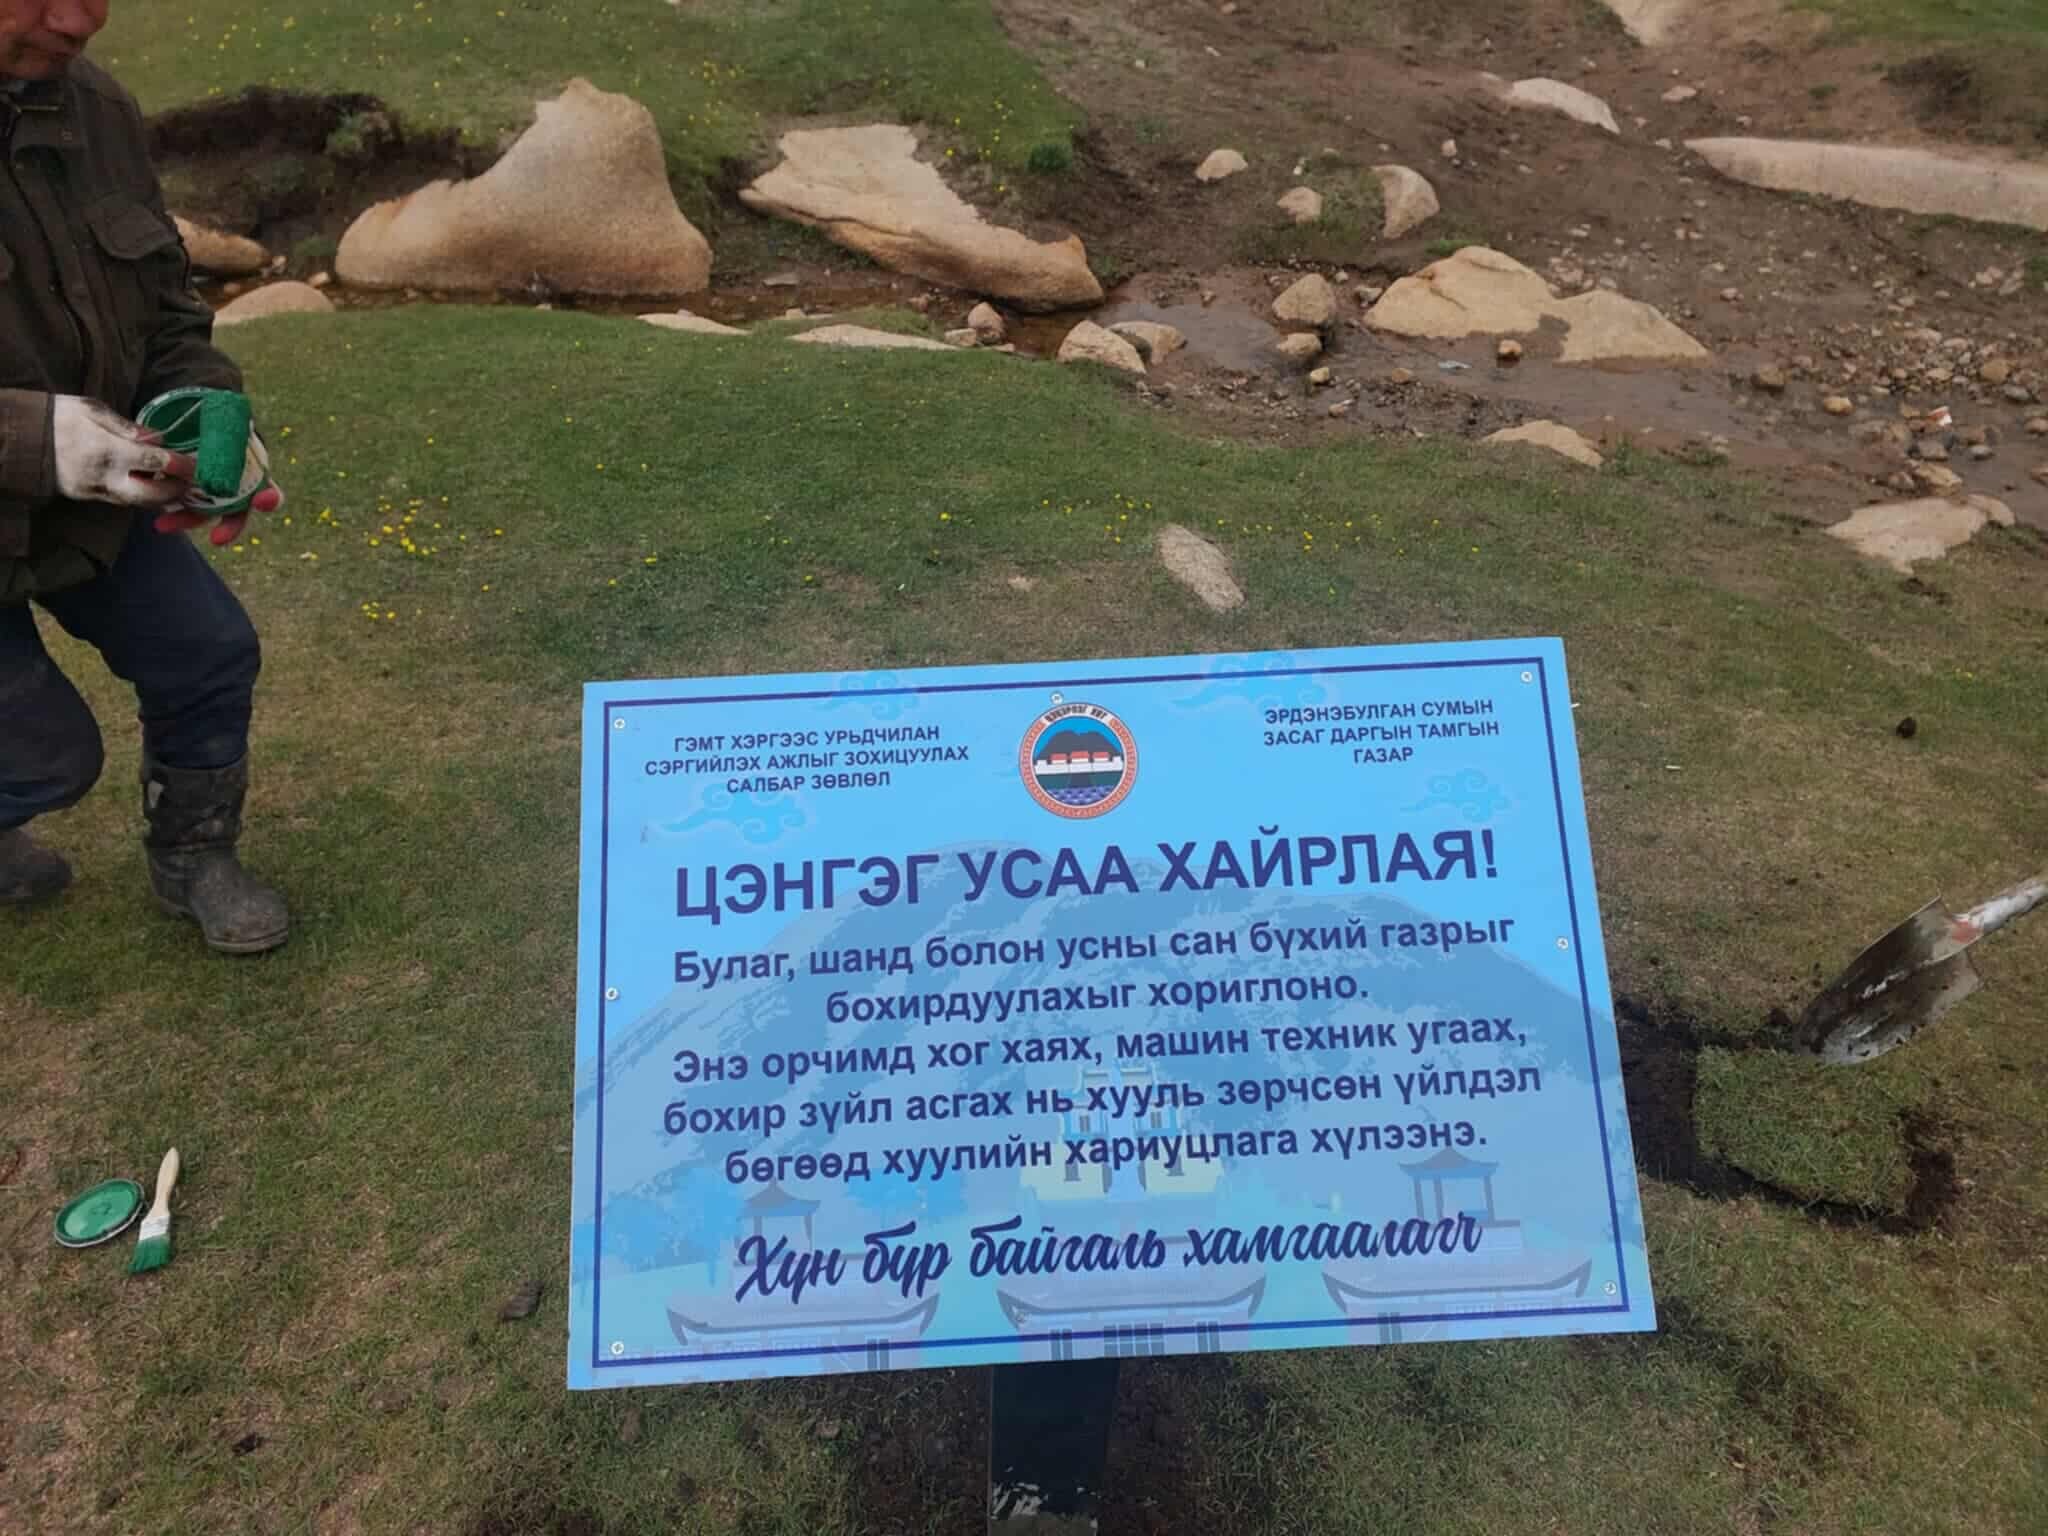 ГЭМТ ХЭРГЭЭС УРЬДЧИЛАН
СЭРГИЙЛЭХ АЖЛЫГ ЗОХИЦУУЛАХ
САЛБАР ЗӨВЛӨЛ
ЦЭЦЭРЛЭГ ХОТ
ЭРДЭНЭБУЛГАН СУМЫН
ЗАСАГ ДАРГЫН ТАМГЫН
ГАЗАР
ЦЭНГЭГ УСАА ХАЙРЛАЯ!
Булаг, шанд болон усны сан бүхий газрыг
бохирдуулахыг хориглоно.
Энэ орчимд хог хаях, машин техник угаах,
бохир зүйл асгах нь хууль зөрчсөн үйлдэл
бөгөөд хуулийн хариуцлага хүлээнэ.
Хүн бүр байгаль хамгаалагч